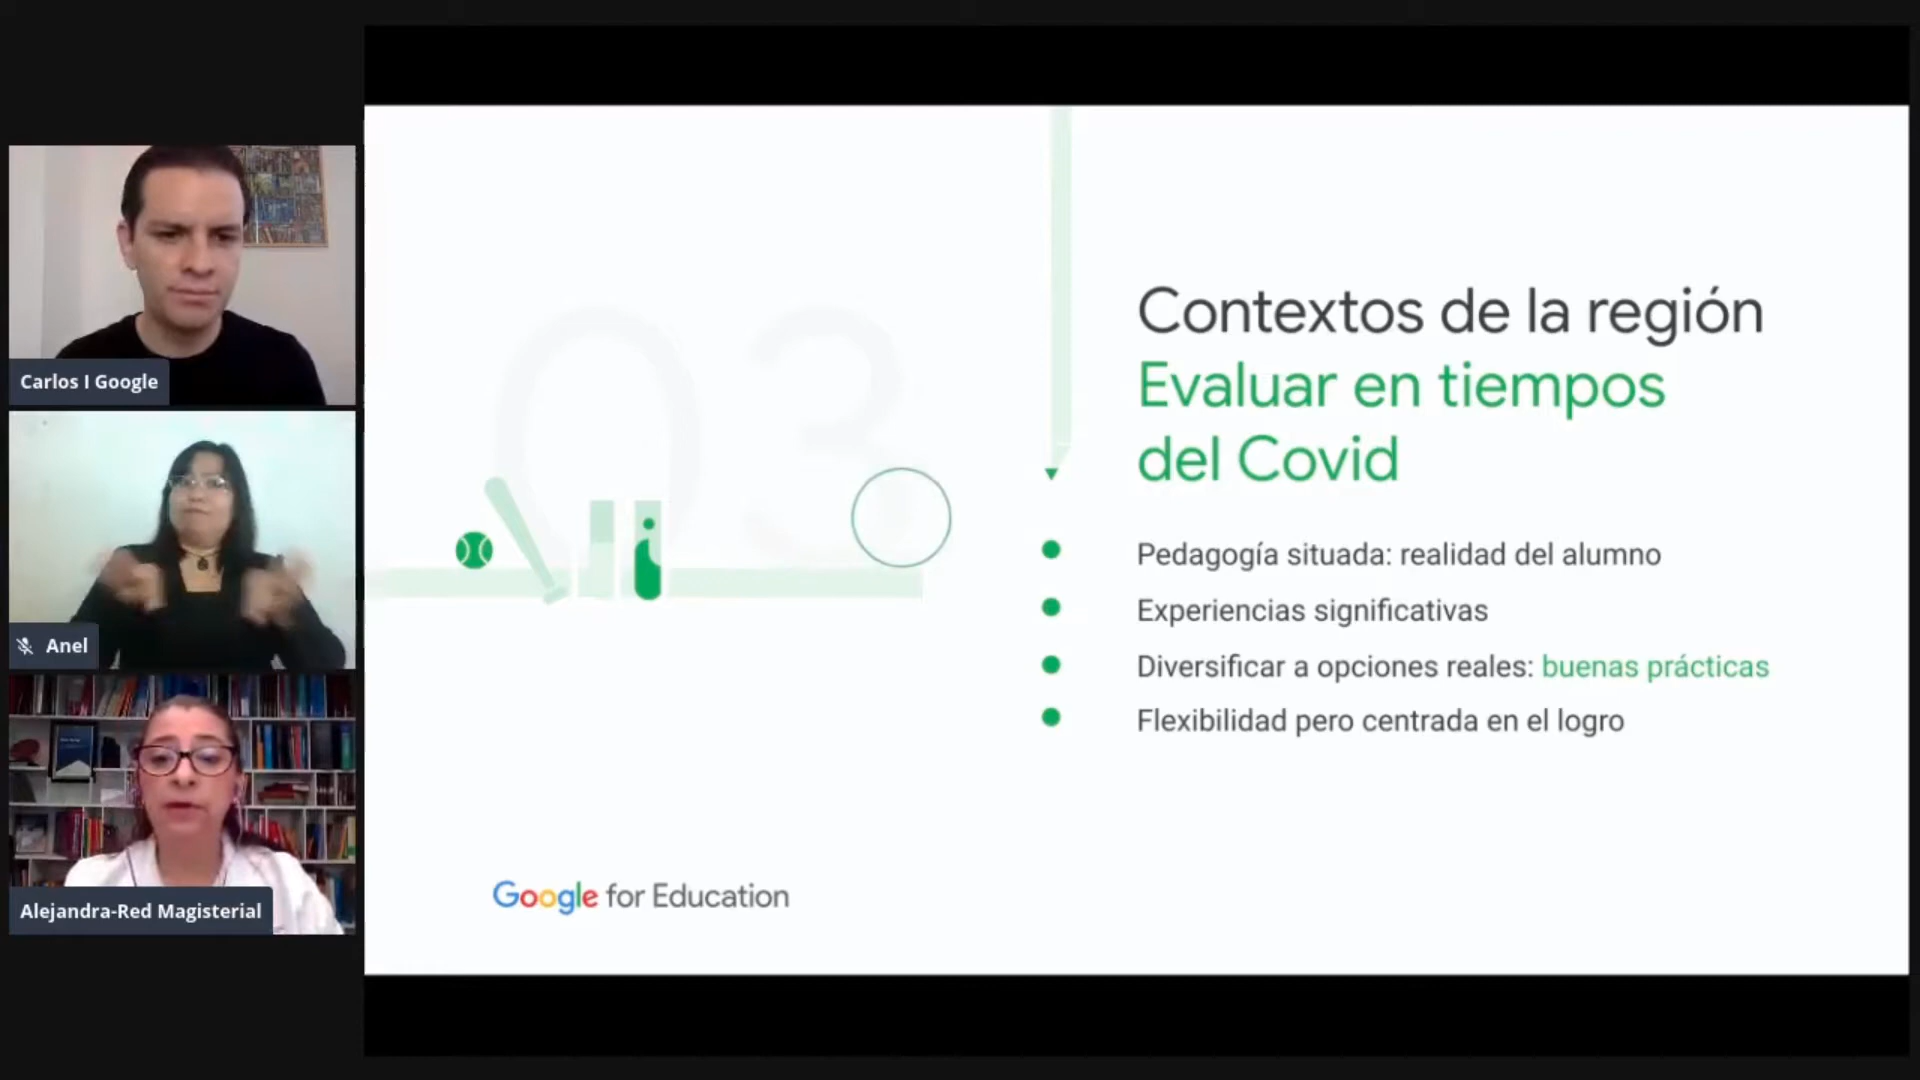 Carlos I Google
Anel
Alejandra-Red Magisterial
03
Contextos de la región
Evaluar en tiempos
del Covid
Pedagogía situada: realidad del alumno
Experiencias significativas
Diversificar a opciones reales: buenas prácticas
Flexibilidad pero centrada en el logro
Google for Education